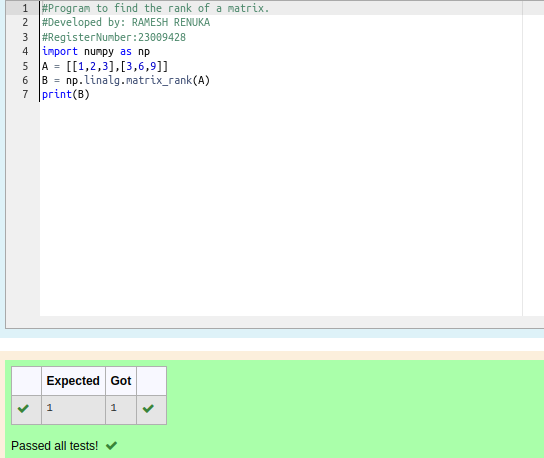 1 #Program to find the rank of a matrix.
2 #Developed by: RAMESH RENUKA
3 #RegisterNumber:23009428
4 import numpy as np
5 A = [[1,2,3],[3,6,9]]
6 B = np.linalg.matrix_rank(A)
7 print(B)
Expected Got
1 1
Passed all tests!